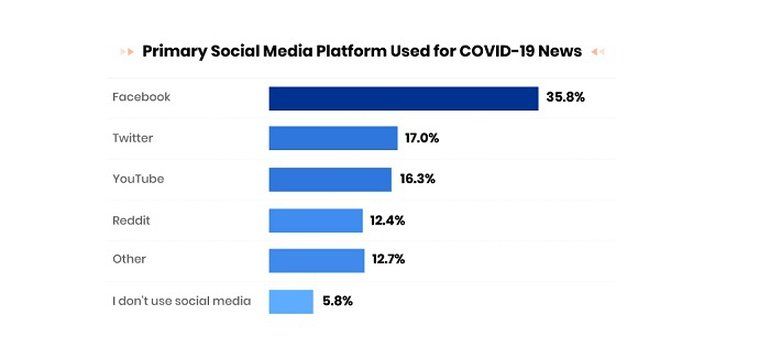 Primary Social Media Platform Used for COVID-19 News
Facebook 35.8%
Twitter 17.0%
YouTube 16.3%
Reddit 12.4%
Other 12.7%
I don't use social media 5.8%